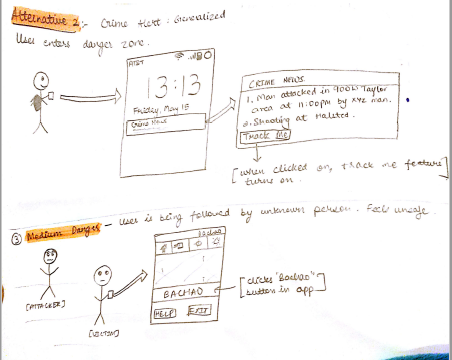 Alternative 2:- Crime Alert : Generalized
User enters danger zone.
AT&T
13:13
Friday, May 15
Crime News
CRIME NEWS.
1. Man attacked in 900W Taylor
area at 11:00pm by xyz man.
2. Shooting at Halsted.
Track Me
[when clicked on, track me feature]
turns on.
③ Medium Danger - User is being followed by unknown person. Feels unsafe.
Bachao
BACHAO
HELP EXIT
[clicks "Bachao"
button in app]
[ATTACKER]
[VICTIM]